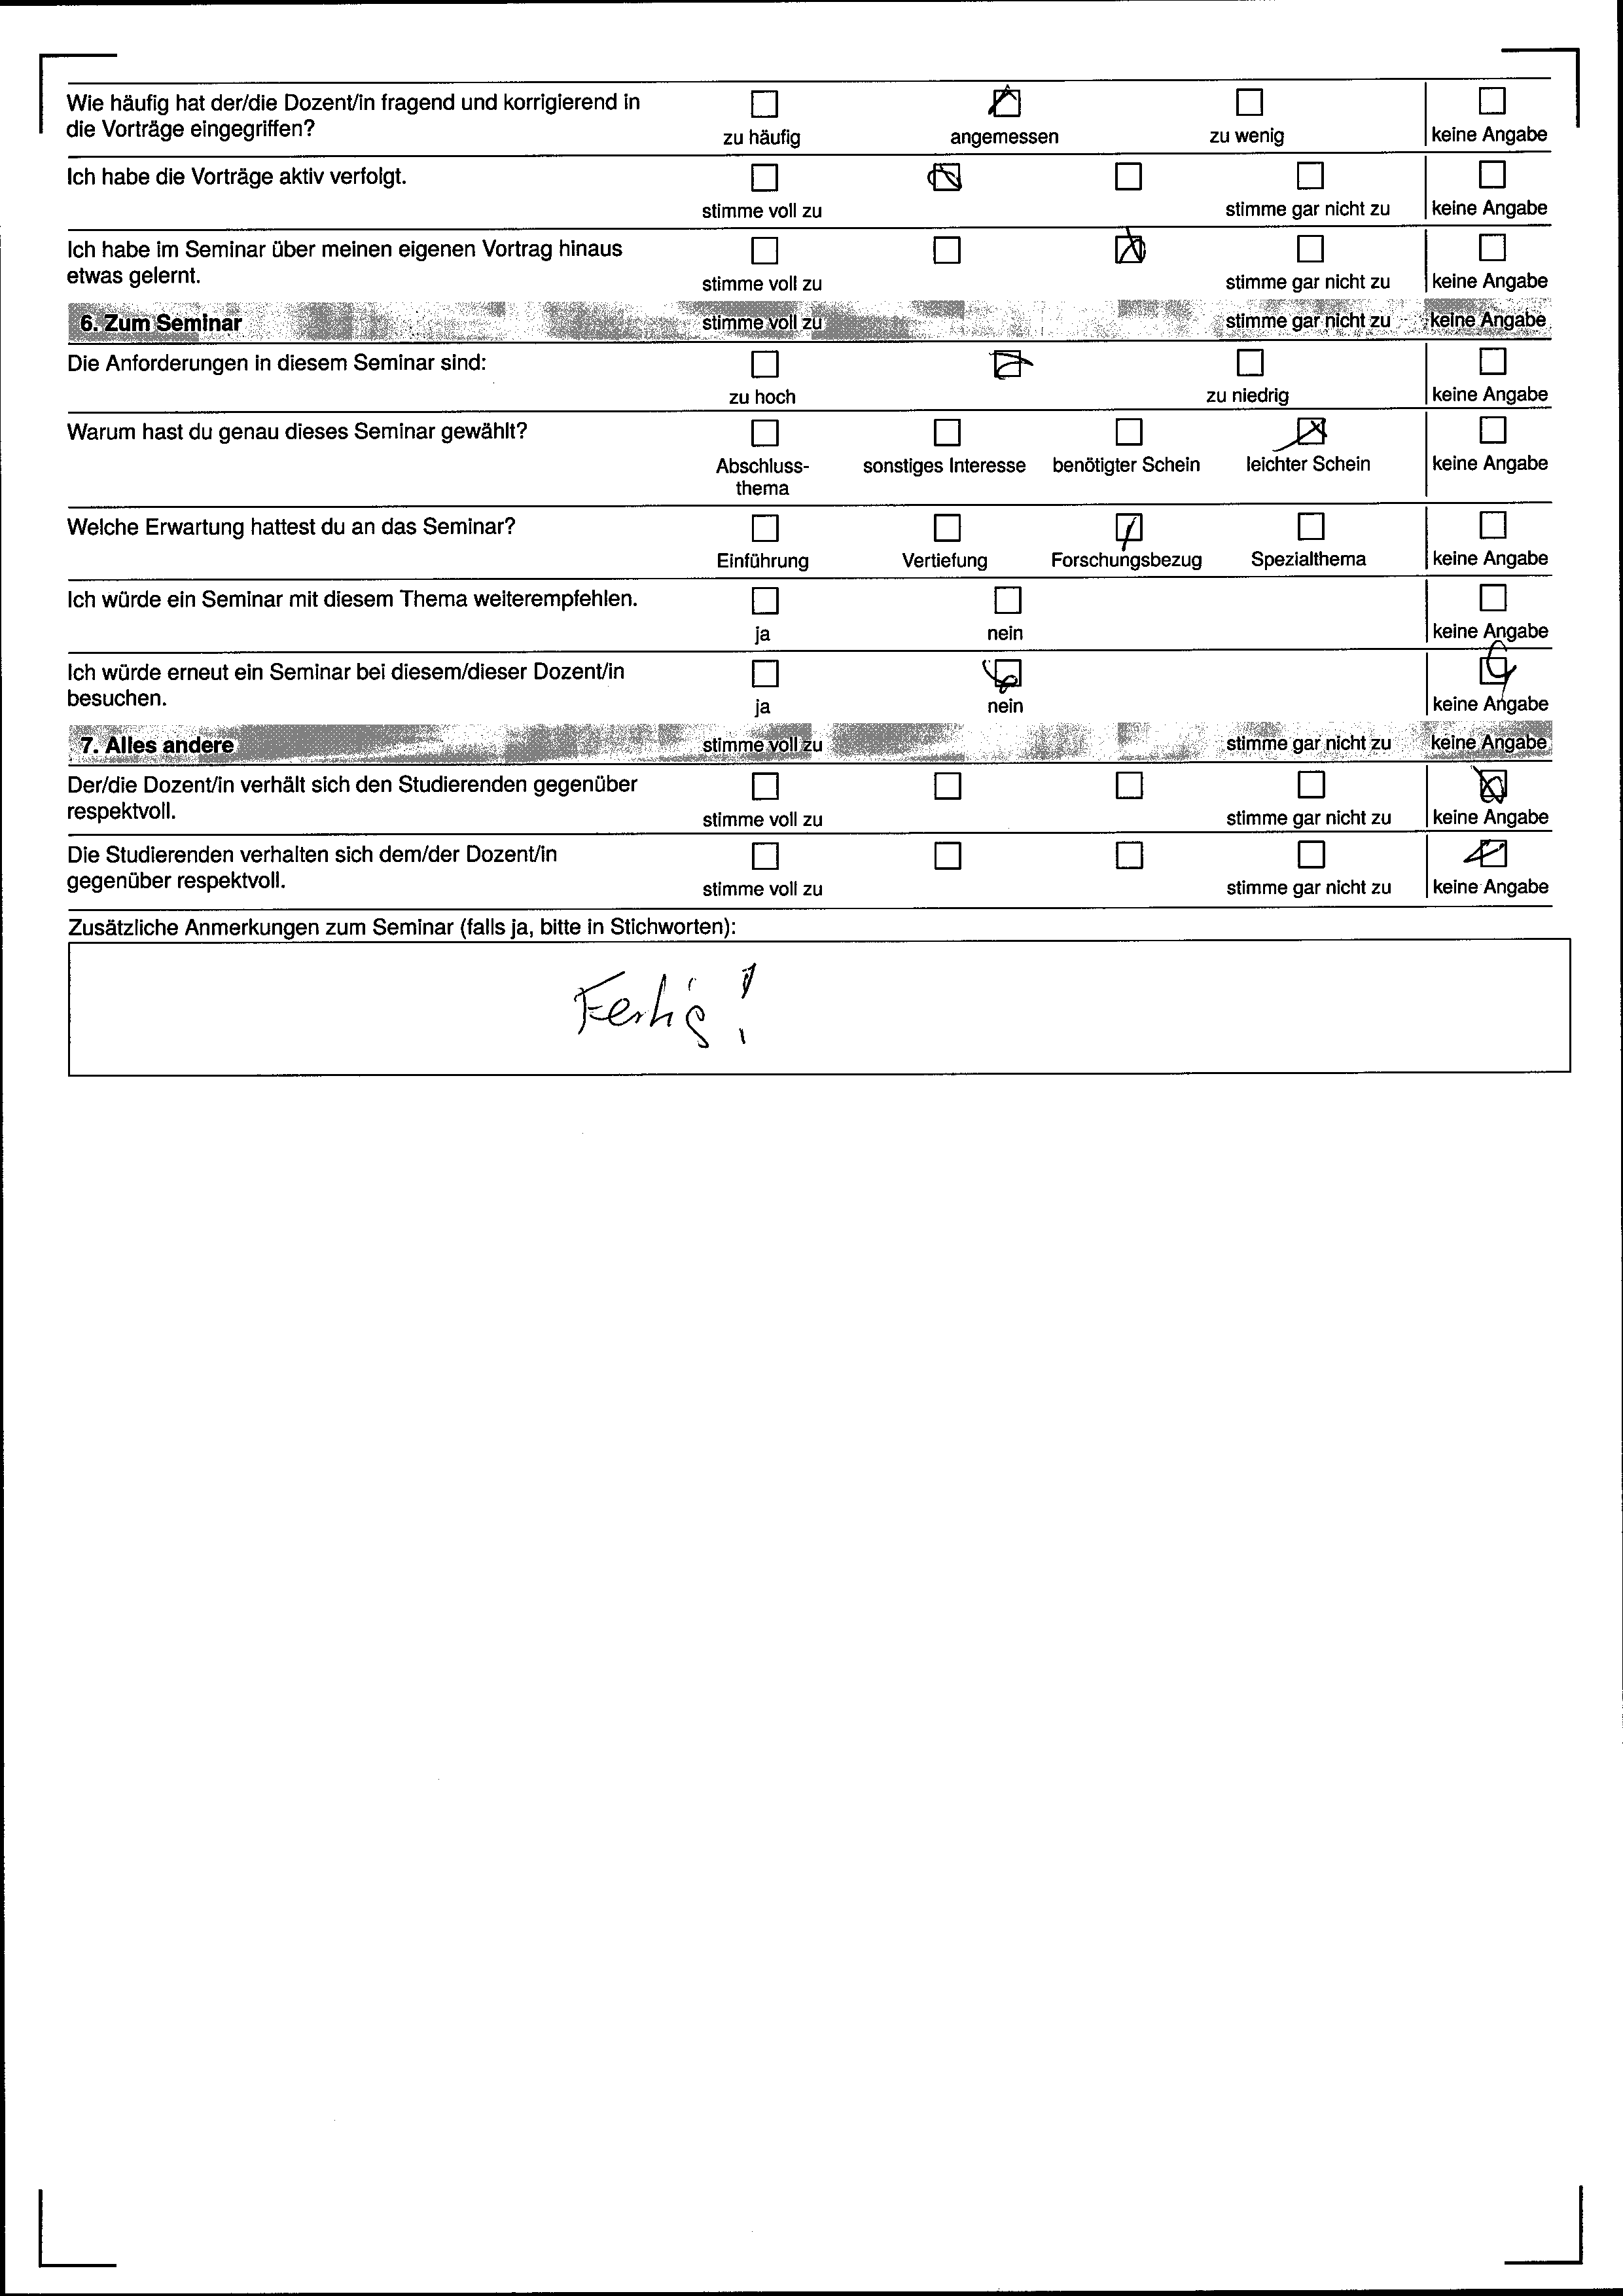 Wie häufig hat der/die Dozent/in fragend und korrigierend in
die Vorträge eingegriffen?
zu häufig angemessen zu wenig keine Angabe
Ich habe die Vorträge aktiv verfolgt.
stimme voll zu stimme gar nicht zu keine Angabe
Ich habe im Seminar über meinen eigenen Vortrag hinaus
etwas gelernt.
stimme voll zu stimme gar nicht zu keine Angabe
6. Zum Seminar stimme voll zu stimme gar nicht zu keine Angabe
Die Anforderungen in diesem Seminar sind:
zu hoch zu niedrig keine Angabe
Warum hast du genau dieses Seminar gewählt?
Abschluss- sonstiges Interesse benötigter Schein leichter Schein keine Angabe
thema
Welche Erwartung hattest du an das Seminar?
Einführung Vertiefung Forschungsbezug Spezialthema keine Angabe
Ich würde ein Seminar mit diesem Thema weiterempfehlen.
ja nein keine Angabe
Ich würde erneut ein Seminar bei diesem/dieser Dozent/in
besuchen.
ja nein keine Angabe
7. Alles andere stimme voll zu stimme gar nicht zu keine Angabe
Der/die Dozent/in verhält sich den Studierenden gegenüber
respektvoll.
stimme voll zu stimme gar nicht zu keine Angabe
Die Studierenden verhalten sich dem/der Dozent/in
gegenüber respektvoll.
stimme voll zu stimme gar nicht zu keine Angabe
Zusätzliche Anmerkungen zum Seminar (falls ja, bitte in Stichworten):
Fertig!